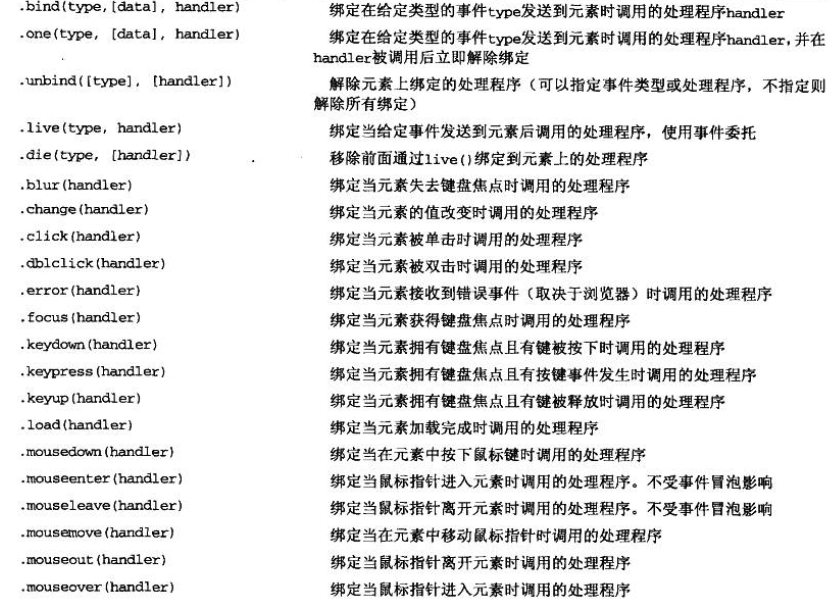 .bind(type,[data], handler) 绑定在给定类型的事件type发送到元素时调用的处理程序handler
.one(type, [data], handler) 绑定在给定类型的事件type发送到元素时调用的处理程序handler,并在
handler被调用后立即解除绑定
.unbind([type], [handler]) 解除元素上绑定的处理程序（可以指定事件类型或处理程序，不指定则
解除所有绑定）
.live(type, handler) 绑定当给定事件发送到元素后调用的处理程序，使用事件委托
.die(type, [handler]) 移除前面通过live()绑定到元素上的处理程序
.blur(handler) 绑定当元素失去键盘焦点时调用的处理程序
.change(handler) 绑定当元素的值改变时调用的处理程序
.click(handler) 绑定当元素被单击时调用的处理程序
.dblclick(handler) 绑定当元素被双击时调用的处理程序
.error(handler) 绑定当元素接收到错误事件（取决于浏览器）时调用的处理程序
.focus(handler) 绑定当元素获得键盘焦点时调用的处理程序
.keydown(handler) 绑定当元素拥有键盘焦点且有键被按下时调用的处理程序
.keypress(handler) 绑定当元素拥有键盘焦点且有按键事件发生时调用的处理程序
.keyup(handler) 绑定当元素拥有键盘焦点且有键被释放时调用的处理程序
.load(handler) 绑定当元素加载完成时调用的处理程序
.mousedown(handler) 绑定当在元素中按下鼠标键时调用的处理程序
.mouseenter(handler) 绑定当鼠标指针进入元素时调用的处理程序。不受事件冒泡影响
.mouseleave(handler) 绑定当鼠标指针离开元素时调用的处理程序。不受事件冒泡影响
.mousemove(handler) 绑定当在元素中移动鼠标指针时调用的处理程序
.mouseout(handler) 绑定当鼠标指针离开元素时调用的处理程序
.mouseover(handler) 绑定当鼠标指针进入元素时调用的处理程序